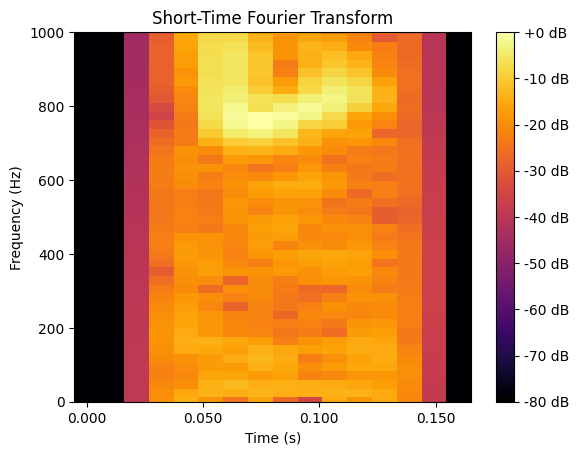 Short-Time Fourier Transform
1000
800
600
400
200
0
Frequency (Hz)
0.000
0.050
0.100
0.150
Time (s)
+0 dB
-10 dB
-20 dB
-30 dB
-40 dB
-50 dB
-60 dB
-70 dB
-80 dB